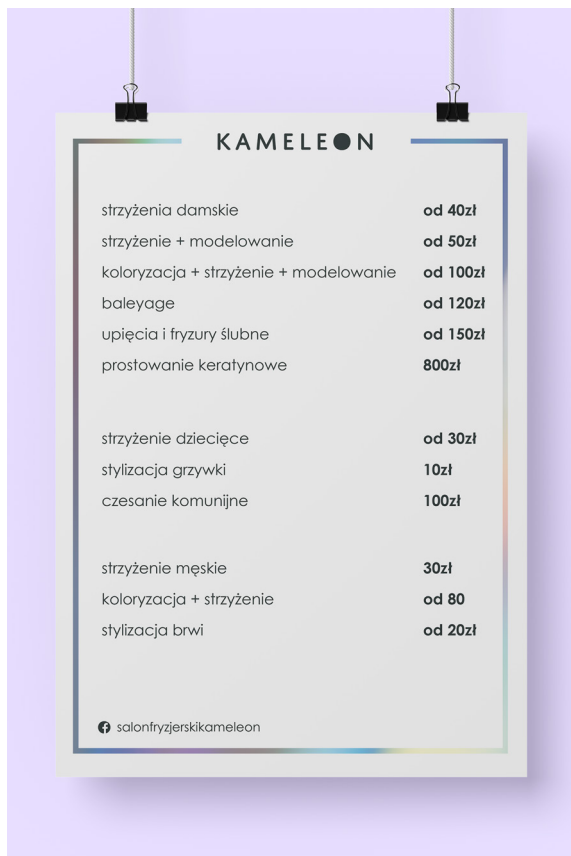 KAMELEON
strzyżenia damskie od 40zł
strzyżenie + modelowanie od 50zł
koloryzacja + strzyżenie + modelowanie od 100zł
baleyage od 120zł
upięcia i fryzury ślubne od 150zł
prostowanie keratynowe 800zł
strzyżenie dziecięce od 30zł
stylizacja grzywki 10zł
czesanie komunijne 100zł
strzyżenie męskie 30zł
koloryzacja + strzyżenie od 80
stylizacja brwi od 20zł
salonfryzjerskikameleon